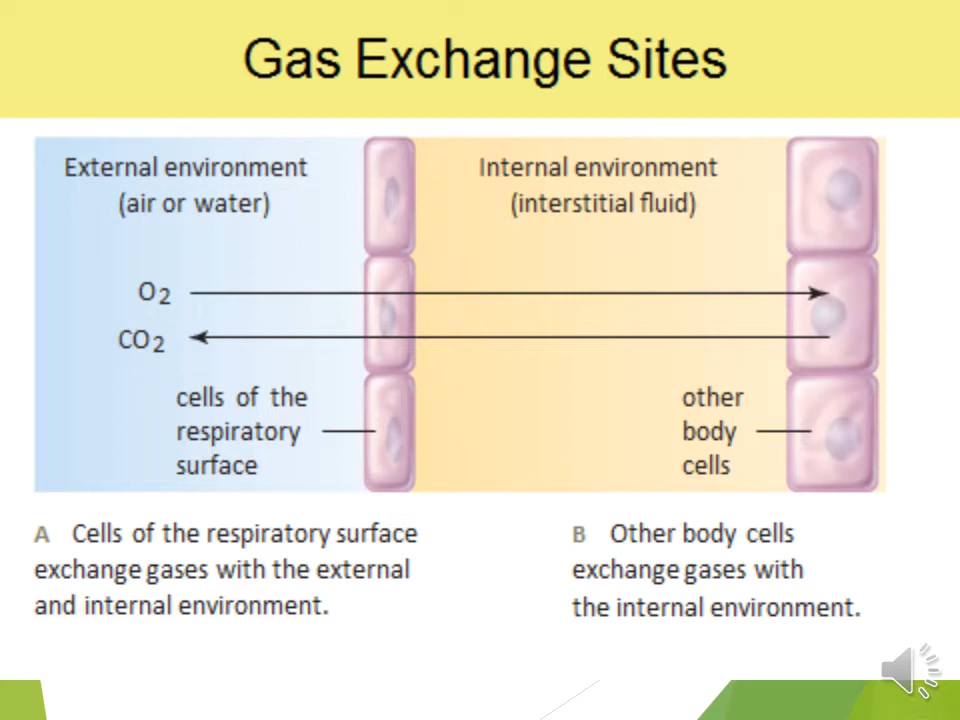 Gas Exchange Sites
External environment
(air or water)
Internal environment
(interstitial fluid)
O2
CO2
cells of the
respiratory
surface
other
body
cells
A Cells of the respiratory surface
exchange gases with the external
and internal environment.
B Other body cells
exchange gases with
the internal environment.